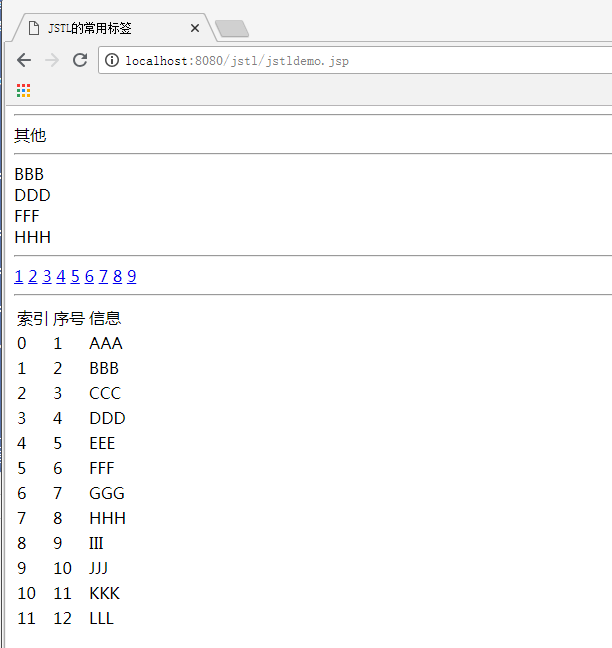 JSTL的常用标签
localhost:8080/jstl/jstldemo.jsp
其他
BBB
DDD
FFF
HHH
1 2 3 4 5 6 7 8 9
索引 序号 信息
0 1 AAA
1 2 BBB
2 3 CCC
3 4 DDD
4 5 EEE
5 6 FFF
6 7 GGG
7 8 HHH
8 9 III
9 10 JJJ
10 11 KKK
11 12 LLL